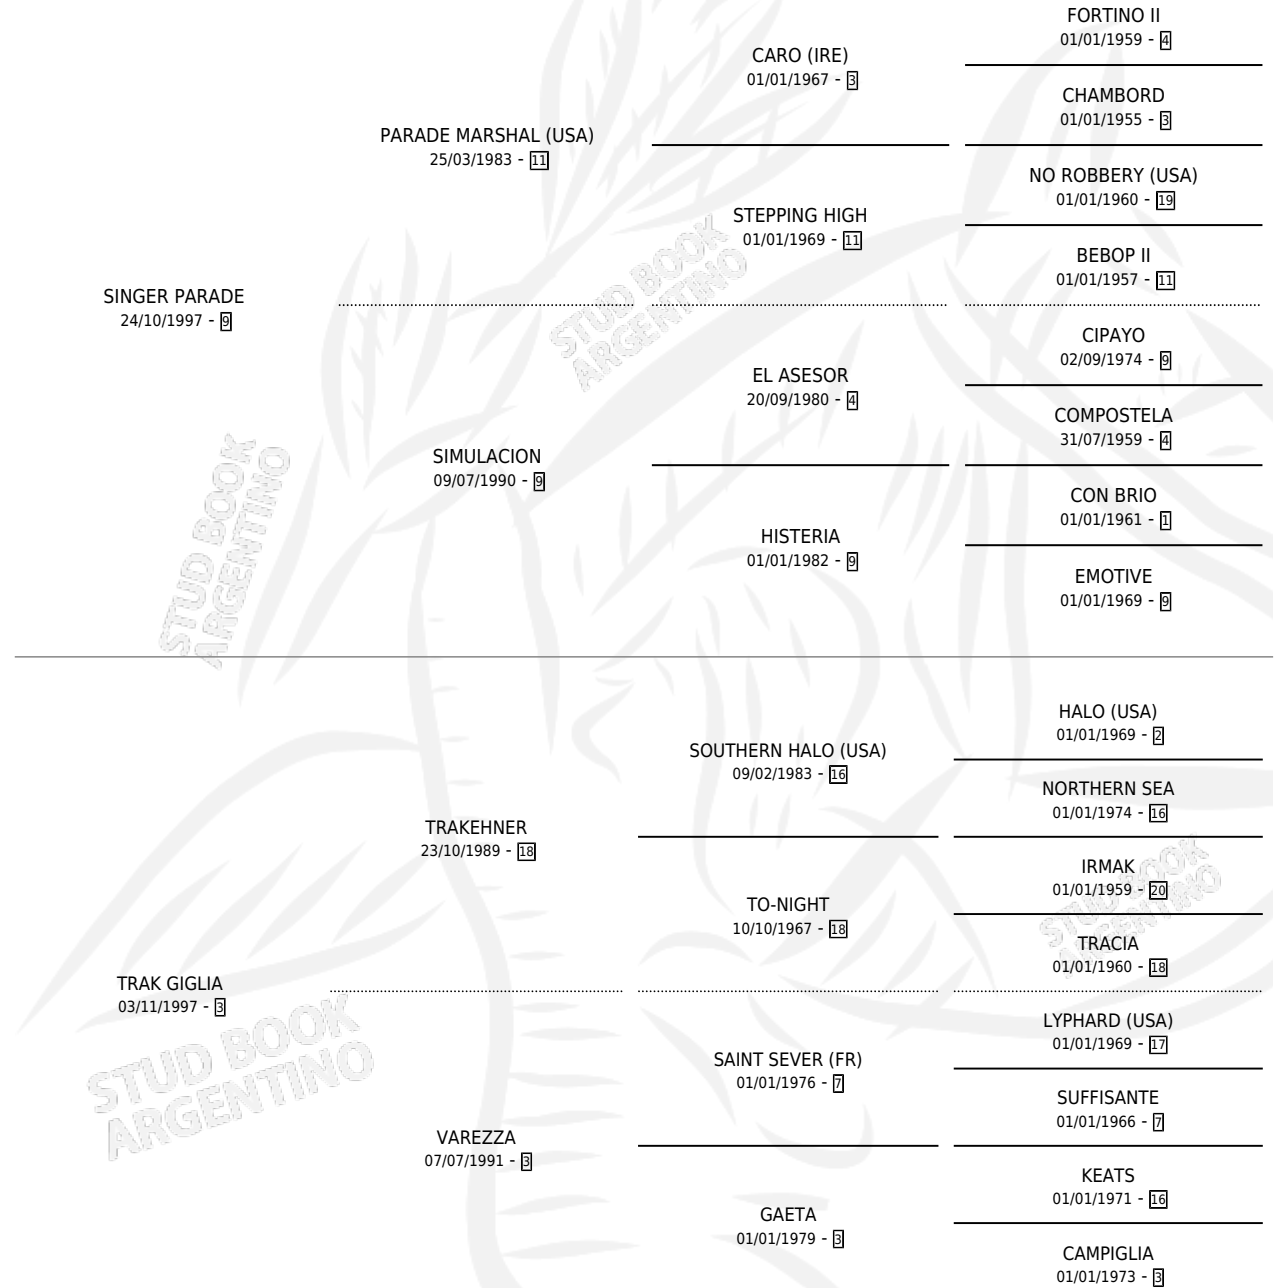 FORTINO II
01/01/1959 - 4
CARO (IRE)
01/01/1967 - 3
CHAMBORD
01/01/1955 - 3
PARADE MARSHAL (USA)
25/03/1983 - 11
NO ROBBERY (USA)
01/01/1960 - 19
STEPPING HIGH
01/01/1969 - 11
BEBOP II
01/01/1957 - 11
SINGER PARADE
24/10/1997 - 9
STUD BOOK
ARGENTINO
CIPAYO
02/09/1974 - 9
EL ASESOR
20/09/1980 - 4
COMPOSTELA
31/07/1959 - 4
SIMULACION
09/07/1990 - 9
CON BRIO
01/01/1961 - 1
HISTERIA
01/01/1982 - 9
EMOTIVE
01/01/1969 - 9
STUD BOOK
ARGENTINO
HALO (USA)
01/01/1969 - 2
SOUTHERN HALO (USA)
09/02/1983 - 16
NORTHERN SEA
01/01/1974 - 16
TRAKEHNER
23/10/1989 - 18
IRMAK
01/01/1959 - 20
TO-NIGHT
10/10/1967 - 18
TRACIA
01/01/1960 - 18
STUD BOOK
ARGENTINO
TRAK GIGLIA
03/11/1997 - 3
LYPHARD (USA)
01/01/1969 - 17
SAINT SEVER (FR)
01/01/1976 - 7
SUFFISANTE
01/01/1966 - 7
STUD BOOK
ARGENTINO
VAREZZA
07/07/1991 - 3
KEATS
01/01/1971 - 16
GAETA
01/01/1979 - 3
CAMPIGLIA
01/01/1973 - 3